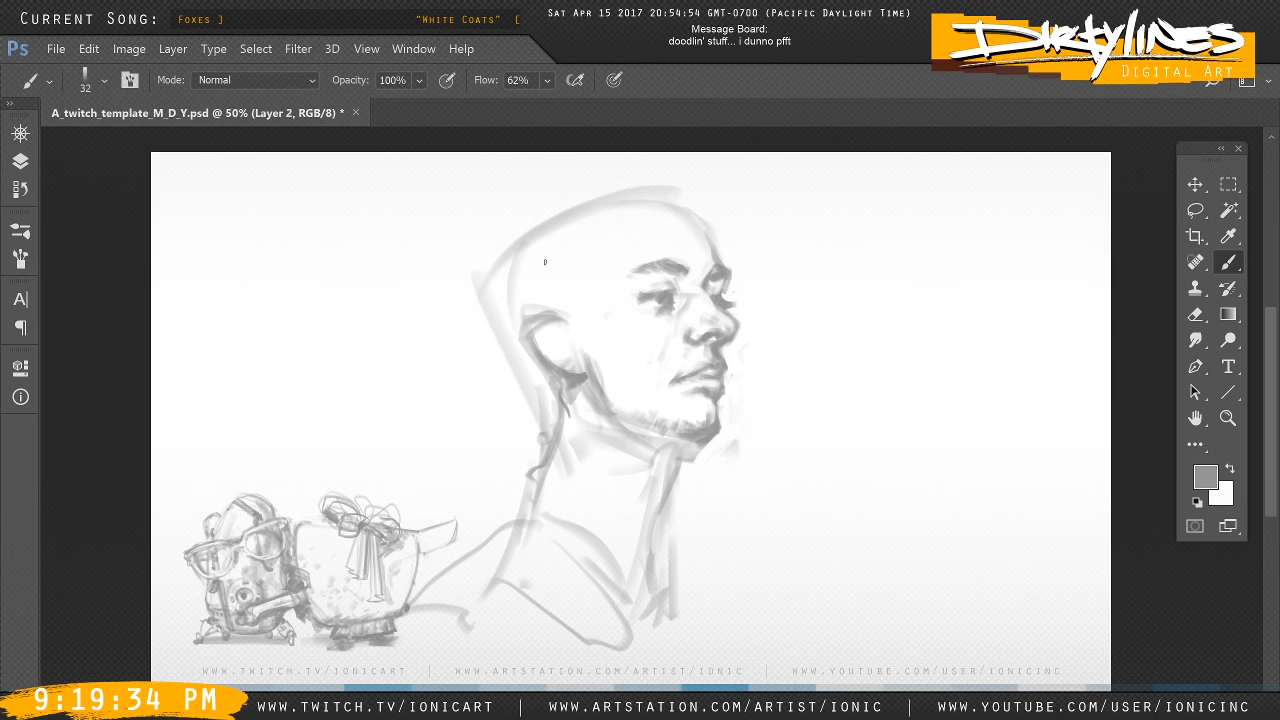 Current Song:
Foxes ]
"White Coats" [
Sat Apr 15 2017 20:54:54 GMT-0700 (Pacific Daylight Time)
Message Board:
doodlin' stuff... i dunno pfft
DirtyLines
Digital Art
Ps File Edit Image Layer Type Select Filter 3D View Window Help
32 Mode: Normal Opacity: 100% Flow: 62%
A_twitch_template_M_D_Y.psd @ 50% (Layer 2, RGB/8) *
www.twitch.tv/ionicart | www.artstation.com/artist/ionic | www.youtube.com/user/ionicinc
9:19:34 PM
www.twitch.tv/ionicart | www.artstation.com/artist/ionic | www.youtube.com/user/ionicinc